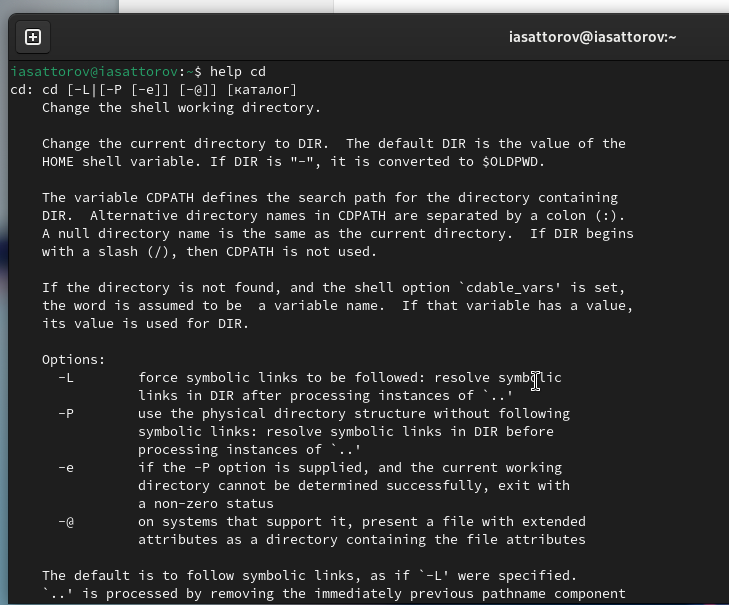 iasattorov@iasattorov:~
iasattorov@iasattorov:~$ help cd
cd: cd [-L|[-P [-e]] [-@]] [каталог]
    Change the shell working directory.

    Change the current directory to DIR.  The default DIR is the value of the
    HOME shell variable. If DIR is "-", it is converted to $OLDPWD.

    The variable CDPATH defines the search path for the directory containing
    DIR.  Alternative directory names in CDPATH are separated by a colon (:).
    A null directory name is the same as the current directory.  If DIR begins
    with a slash (/), then CDPATH is not used.

    If the directory is not found, and the shell option `cdable_vars' is set,
    the word is assumed to be  a variable name.  If that variable has a value,
    its value is used for DIR.

    Options:
      -L        force symbolic links to be followed: resolve symbolic
                links in DIR after processing instances of `..'
      -P        use the physical directory structure without following
                symbolic links: resolve symbolic links in DIR before
                processing instances of `..'
      -e        if the -P option is supplied, and the current working
                directory cannot be determined successfully, exit with
                a non-zero status
      -@        on systems that support it, present a file with extended
                attributes as a directory containing the file attributes

    The default is to follow symbolic links, as if `-L' were specified.
    `..' is processed by removing the immediately previous pathname component